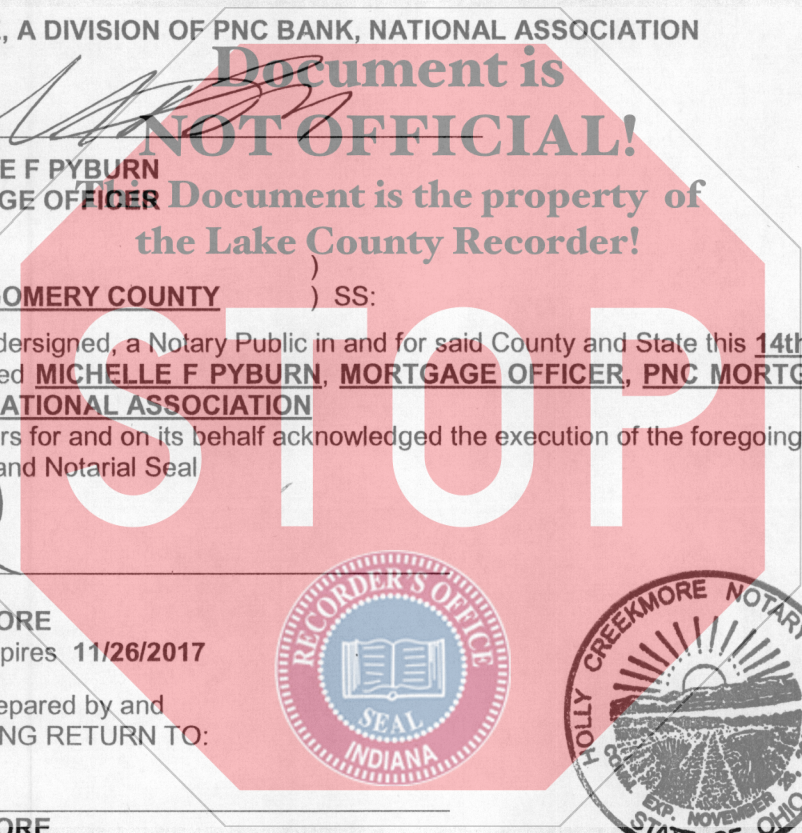 , A DIVISION OF PNC BANK, NATIONAL ASSOCIATION
Document is
NOT OFFICIAL!
E F PYBURN
This Document is the property of
GE OFFICER
the Lake County Recorder!
)
OMERY COUNTY ) SS:
STOP
dersigned, a Notary Public in and for said County and State this 14th
ed MICHELLE F PYBURN, MORTGAGE OFFICER, PNC MORTG
ATIONAL ASSOCIATION
rs for and on its behalf acknowledged the execution of the foregoing
and Notarial Seal
RECORDER'S OFFICE
SEAL
INDIANA
HOLLY CREEKMORE NOTARY
COMM. EXP. NOVEMBER
OHIO
ORE
pires 11/26/2017
epared by and
NG RETURN TO:
ORE